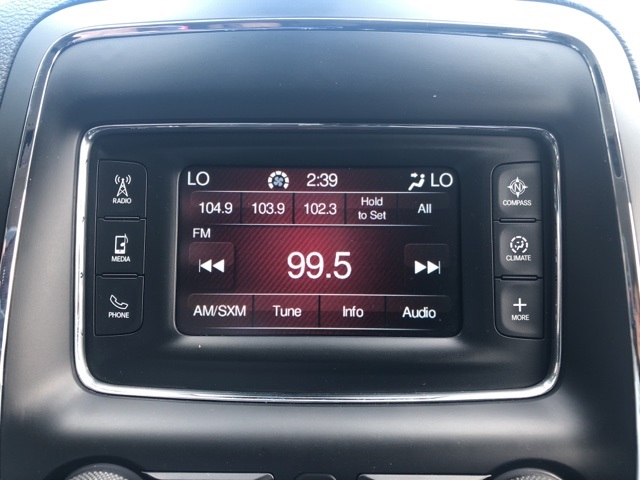 LO 2:39 LO
RADIO
104.9 103.9 102.3 Hold to Set All
COMPASS
FM
MEDIA
99.5
CLIMATE
AM/SXM Tune Info Audio
PHONE
MORE
N